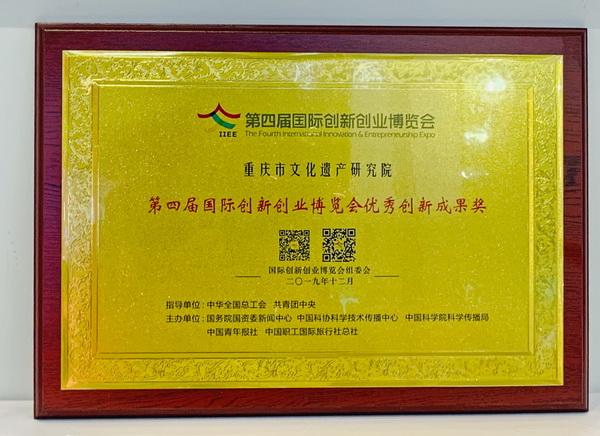 IIEE
第四届国际创新创业博览会
The Fourth International Innovation & Entrepreneurship Expo
重庆市文化遗产研究院
第四届国际创新创业博览会优秀创新成果奖
国际创新创业博览会组委会
二〇一九年十二月
指导单位：中华全国总工会 共青团中央
主办单位：国务院国资委新闻中心 中国科协科学技术传播中心 中国科学院科学传播局
中国青年报社 中国职工国际旅行社总社